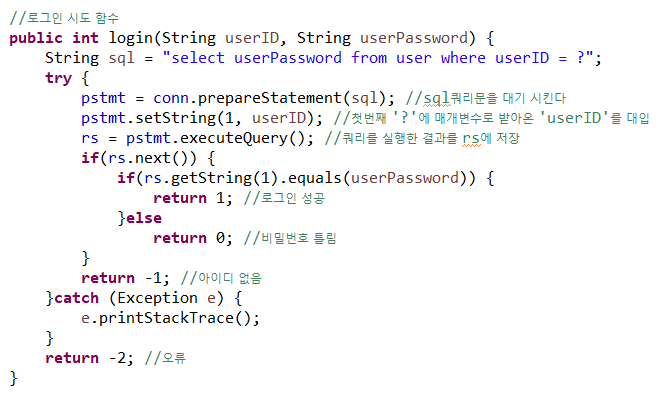 //로그인 시도 함수
public int login(String userID, String userPassword) {
    String sql = "select userPassword from user where userID = ?";
    try {
        pstmt = conn.prepareStatement(sql); //sql쿼리문을 대기 시킨다
        pstmt.setString(1, userID); //첫번째 '?'에 매개변수로 받아온 'userID'를 대입
        rs = pstmt.executeQuery(); //쿼리를 실행한 결과를 rs에 저장
        if(rs.next()) {
            if(rs.getString(1).equals(userPassword)) {
                return 1; //로그인 성공
            }else
                return 0; //비밀번호 틀림
        }
        return -1; //아이디 없음
    }catch (Exception e) {
        e.printStackTrace();
    }
    return -2; //오류
}